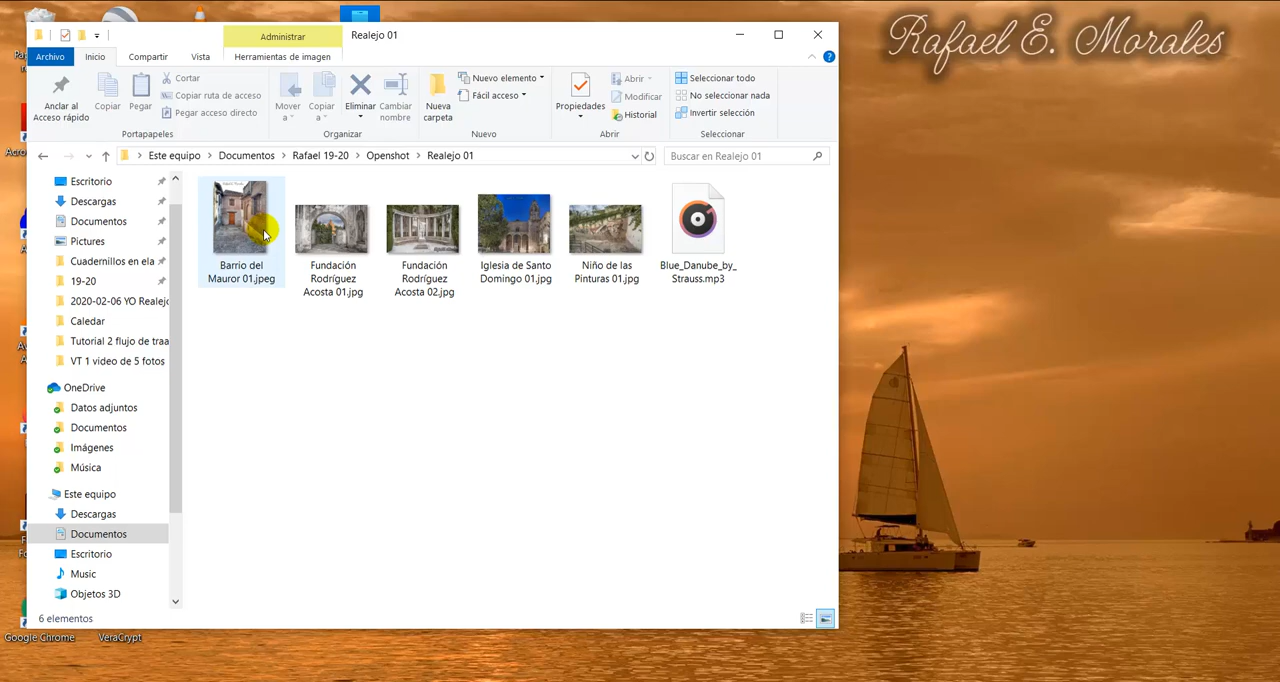 Rafael E. Morales
Administrar
Realejo 01
Archivo
Inicio
Compartir
Vista
Herramientas de imagen
Anclar al
Acceso rápido
Copiar
Pegar
Cortar
Copiar ruta de acceso
Pegar acceso directo
Portapapeles
Mover
a
Copiar
a
Eliminar
Cambiar
nombre
Organizar
Nueva
carpeta
Nuevo elemento
Fácil acceso
Nuevo
Propiedades
Abrir
Modificar
Historial
Abrir
Seleccionar todo
No seleccionar nada
Invertir selección
Seleccionar
Este equipo > Documentos > Rafael 19-20 > Openshot > Realejo 01
Buscar en Realejo 01
Escritorio
Descargas
Documentos
Pictures
Cuadernillos en ela
19-20
2020-02-06 YO Realejo
Caledar
Tutorial 2 flujo de traa
VT 1 video de 5 fotos
OneDrive
Datos adjuntos
Documentos
Imágenes
Música
Este equipo
Descargas
Documentos
Escritorio
Music
Objetos 3D
Barrio del
Mauror 01.jpeg
Fundación
Rodríguez
Acosta 01.jpg
Fundación
Rodríguez
Acosta 02.jpg
Iglesia de Santo
Domingo 01.jpg
Niño de las
Pinturas 01.jpg
Blue_Danube_by_
Strauss.mp3
6 elementos
Google Chrome
VeraCrypt